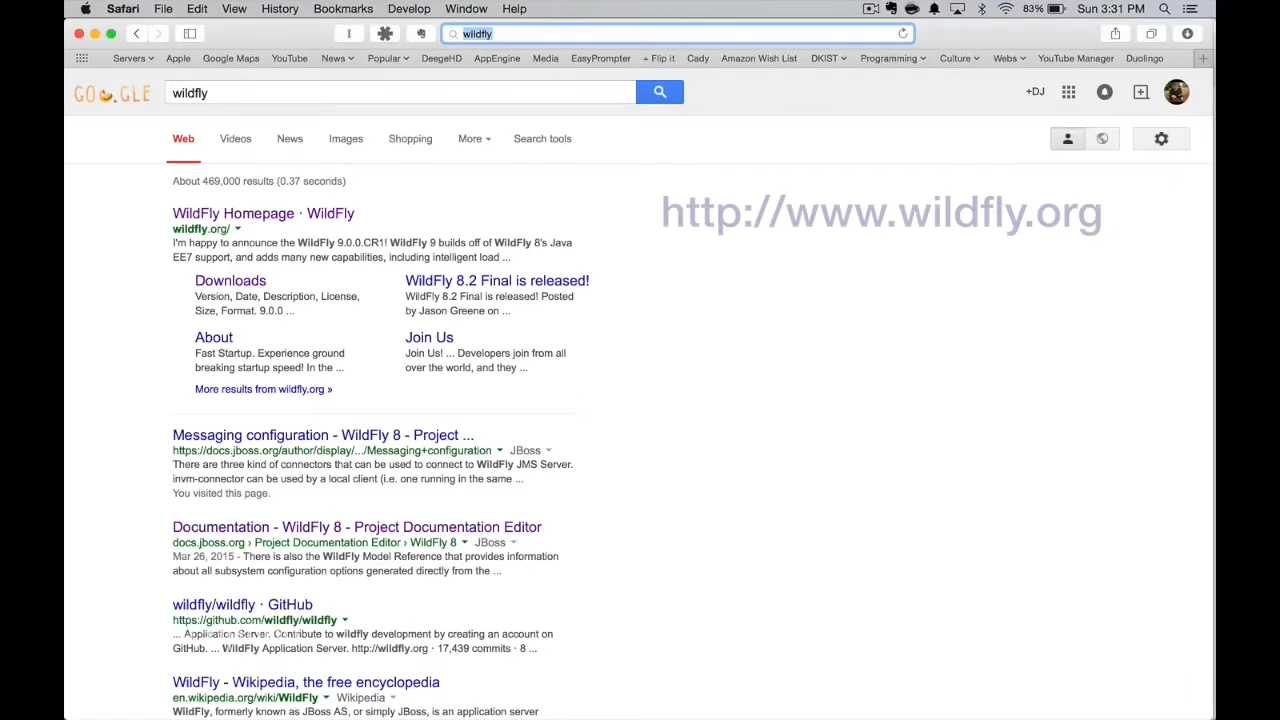 Safari File Edit View History Bookmarks Develop Window Help 83% Sun 3:31 PM
wildfly
Servers Apple Google Maps YouTube News Popular DeegeHD AppEngine Media EasyPrompter + Flip it Cady Amazon Wish List DKIST Programming Culture Webs YouTube Manager Duolingo
GOOGLE wildfly +DJ
Web Videos News Images Shopping More Search tools
About 469,000 results (0.37 seconds)
http://www.wildfly.org
WildFly Homepage · WildFly
wildfly.org/
I'm happy to announce the WildFly 9.0.0.CR1! WildFly 9 builds off of WildFly 8's Java
EE7 support, and adds many new capabilities, including intelligent load ...
Downloads
Version, Date, Description, License,
Size, Format. 9.0.0 ...
WildFly 8.2 Final is released!
WildFly 8.2 Final is released! Posted
by Jason Greene on ...
About
Fast Startup. Experience ground
breaking startup speed! In the ...
Join Us
Join Us! ... Developers join from all
over the world, and they ...
More results from wildfly.org »
Messaging configuration - WildFly 8 - Project ...
https://docs.jboss.org/author/display/.../Messaging+configuration JBoss
There are three kind of connectors that can be used to connect to WildFly JMS Server.
invm-connector can be used by a local client (i.e. one running in the same ...
You visited this page.
Documentation - WildFly 8 - Project Documentation Editor
docs.jboss.org › Project Documentation Editor › WildFly 8 JBoss
Mar 26, 2015 - There is also the WildFly Model Reference that provides information
about all subsystem configuration options generated directly from the ...
wildfly/wildfly · GitHub
https://github.com/wildfly/wildfly
... Application Server. Contribute to wildfly development by creating an account on
GitHub. ... WildFly Application Server. http://wildfly.org · 17,439 commits · 8 ...
WildFly - Wikipedia, the free encyclopedia
en.wikipedia.org/wiki/WildFly Wikipedia
WildFly, formerly known as JBoss AS, or simply JBoss, is an application server